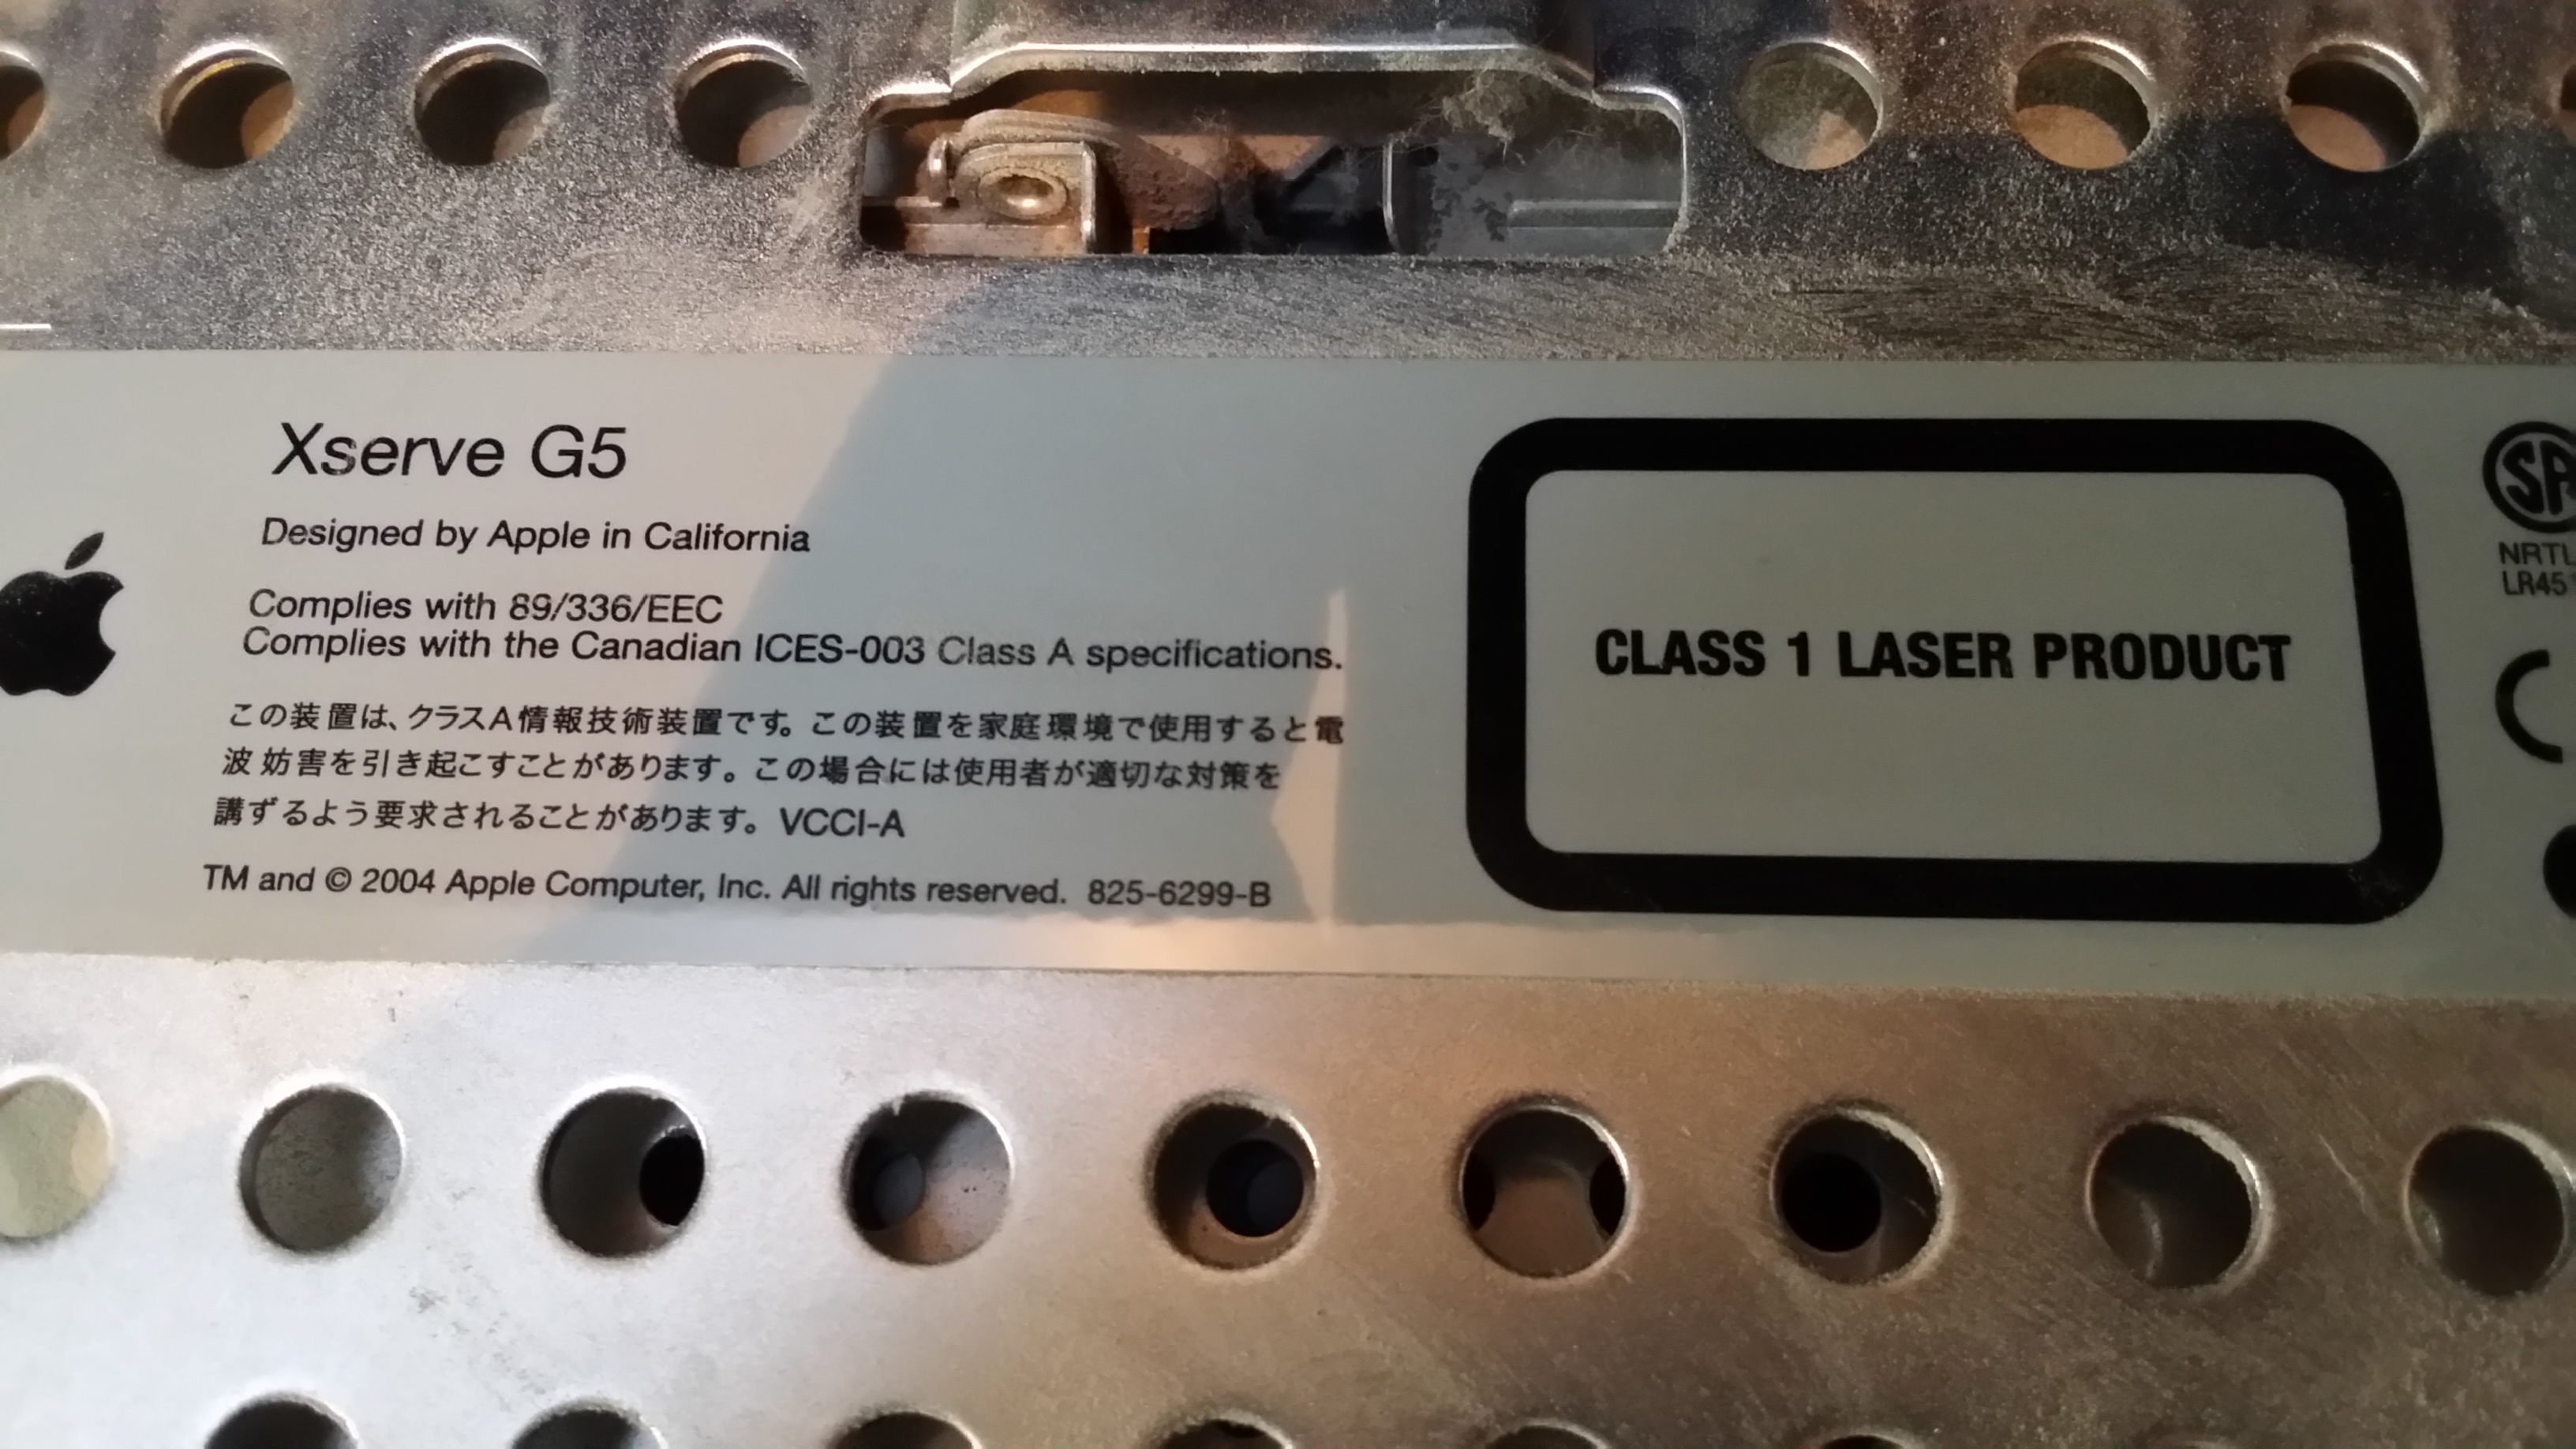 Xserve G5
Designed by Apple in California
Complies with 89/336/EEC
Complies with the Canadian ICES-003 Class A specifications.
この装置は、クラスA情報技術装置です。この装置を家庭環境で使用すると電
波妨害を引き起こすことがあります。この場合には使用者が適切な対策を
講ずるよう要求されることがあります。VCCI-A
TM and © 2004 Apple Computer, Inc. All rights reserved. 825-6299-B
CLASS 1 LASER PRODUCT
NRTL